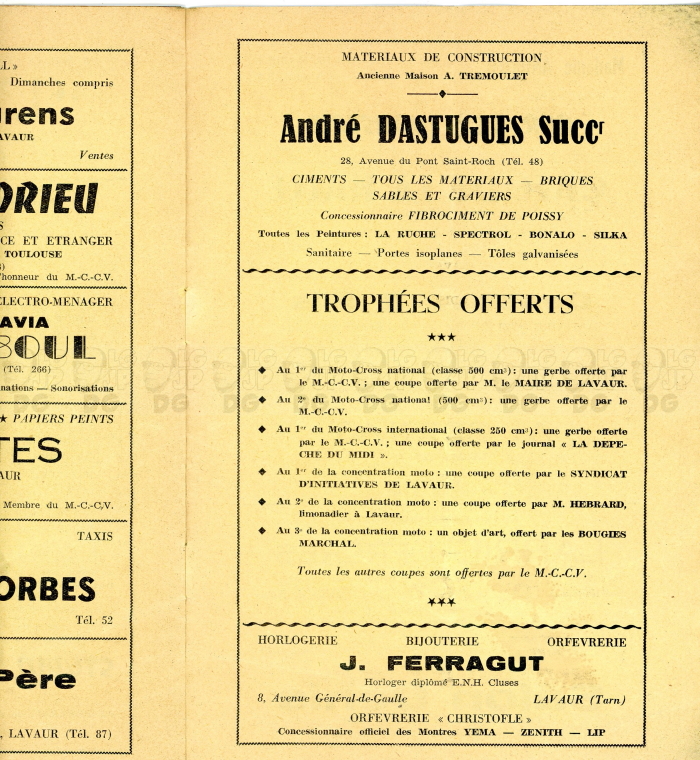 LL »
Dimanches compris
urens
AVAUR
Ventes
ORIEU
S
CE ET ETRANGER
TOULOUSE
l'honneur du M.-C.-C.V.
ELECTRO-MENAGER
AVIA
BOUL
(Tél. 266)
nations — Sonorisations
★ PAPIERS PEINTS
TES
AUR
Membre du M.-C.-C.V.
TAXIS
ORBES
Tél. 52
Père
, LAVAUR (Tél. 87)
MATERIAUX DE CONSTRUCTION
Ancienne Maison A. TREMOULET
André DASTUGUES Succr
28, Avenue du Pont Saint-Roch (Tél. 48)
CIMENTS — TOUS LES MATERIAUX — BRIQUES
SABLES ET GRAVIERS
Concessionnaire FIBROCIMENT DE POISSY
Toutes les Peintures : LA RUCHE - SPECTROL - BONALO - SILKA
Sanitaire — Portes isoplanes — Tôles galvanisées
TROPHÉES OFFERTS
★★★
◆ Au 1er du Moto-Cross national (classe 500 cm3) : une gerbe offerte par
le M.-C.-C.V. ; une coupe offerte par M. le MAIRE DE LAVAUR.
◆ Au 2e du Moto-Cross national (500 cm3) : une gerbe offerte par le
M.-C.-C.V.
◆ Au 1er du Moto-Cross international (classe 250 cm3) : une gerbe offerte
par le M.-C.-C.V. ; une coupe offerte par le journal « LA DEPE-
CHE DU MIDI ».
◆ Au 1er de la concentration moto : une coupe offerte par le SYNDICAT
D'INITIATIVES DE LAVAUR.
◆ Au 2e de la concentration moto : une coupe offerte par M. HEBRARD,
limonadier à Lavaur.
◆ Au 3e de la concentration moto : un objet d'art, offert par les BOUGIES
MARCHAL.
Toutes les autres coupes sont offertes par le M.-C.-C.V.
★★★
HORLOGERIE BIJOUTERIE ORFEVRERIE
J. FERRAGUT
Horloger diplômé E.N.H. Cluses
8, Avenue Général-de-Gaulle LAVAUR (Tarn)
ORFEVRERIE « CHRISTOFLE »
Concessionnaire officiel des Montres YEMA — ZENITH — LIP